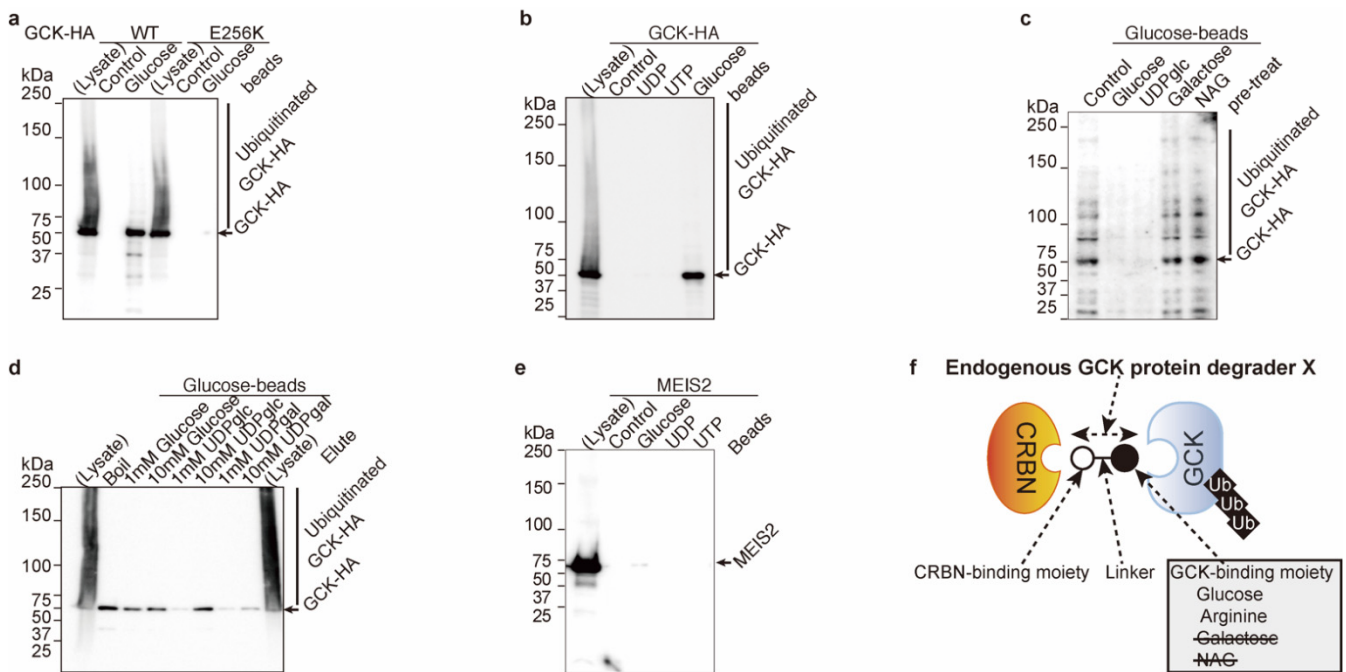 a
GCK-HA WT E256K
(Lysate) Control Glucose (Lysate) Control Glucose beads
kDa
250
150
100
75
50
37
25
Ubiquitinated
GCK-HA
GCK-HA
b
GCK-HA
(Lysate) Control UDP UTP Glucose beads
kDa
250
150
100
75
50
37
25
Ubiquitinated
GCK-HA
GCK-HA
c
Glucose-beads
Control Glucose UDPglc Galactose NAG pre-treat
kDa
250
150
100
75
50
37
25
Ubiquitinated
GCK-HA
GCK-HA
d
Glucose-beads
(Lysate) Boil 1mM Glucose 10mM Glucose 1mM UDPglc 10mM UDPglc 1mM UDPgal 10mM UDPgal (Lysate) Elute
kDa
250
150
100
75
50
37
25
Ubiquitinated
GCK-HA
GCK-HA
e
MEIS2
(Lysate) Control Glucose UDP UTP Beads
kDa
250
150
100
75
50
37
25
MEIS2
f
Endogenous GCK protein degrader X
CRBN
GCK
Ub
Ub
Ub
CRBN-binding moiety Linker GCK-binding moiety
Glucose
Arginine
Galactose
NAG